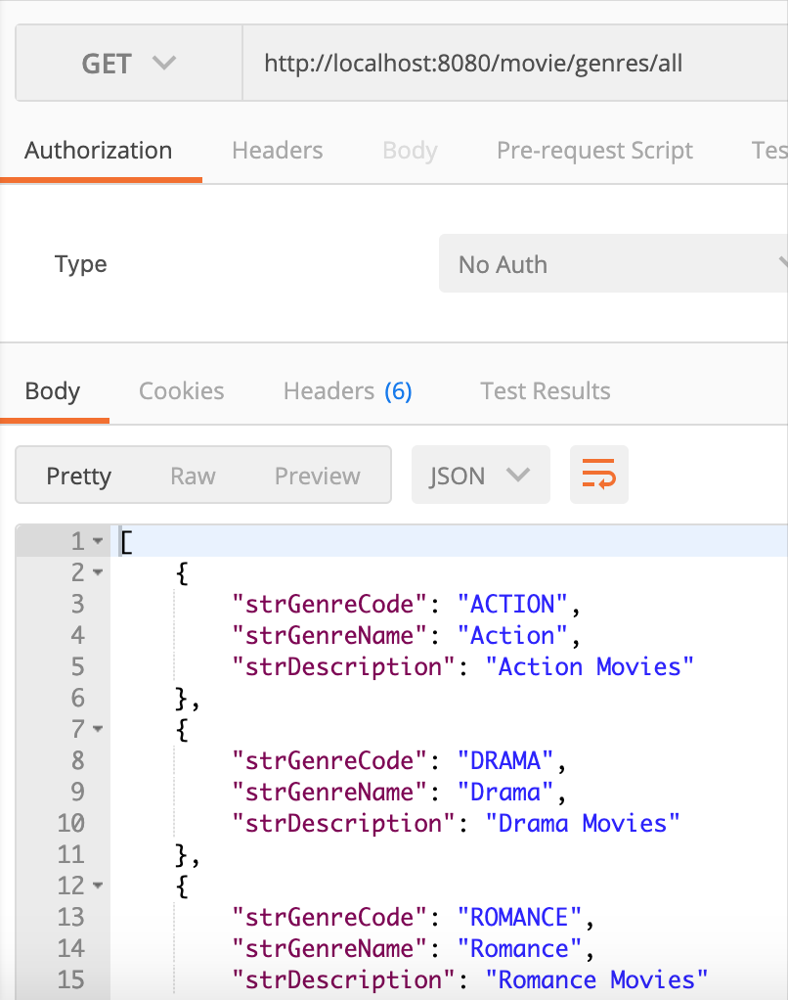 GET http://localhost:8080/movie/genres/all
Authorization Headers Body Pre-request Script Tes
Type No Auth
Body Cookies Headers (6) Test Results
Pretty Raw Preview JSON
1 [
2 {
3 "strGenreCode": "ACTION",
4 "strGenreName": "Action",
5 "strDescription": "Action Movies"
6 },
7 {
8 "strGenreCode": "DRAMA",
9 "strGenreName": "Drama",
10 "strDescription": "Drama Movies"
11 },
12 {
13 "strGenreCode": "ROMANCE",
14 "strGenreName": "Romance",
15 "strDescription": "Romance Movies"